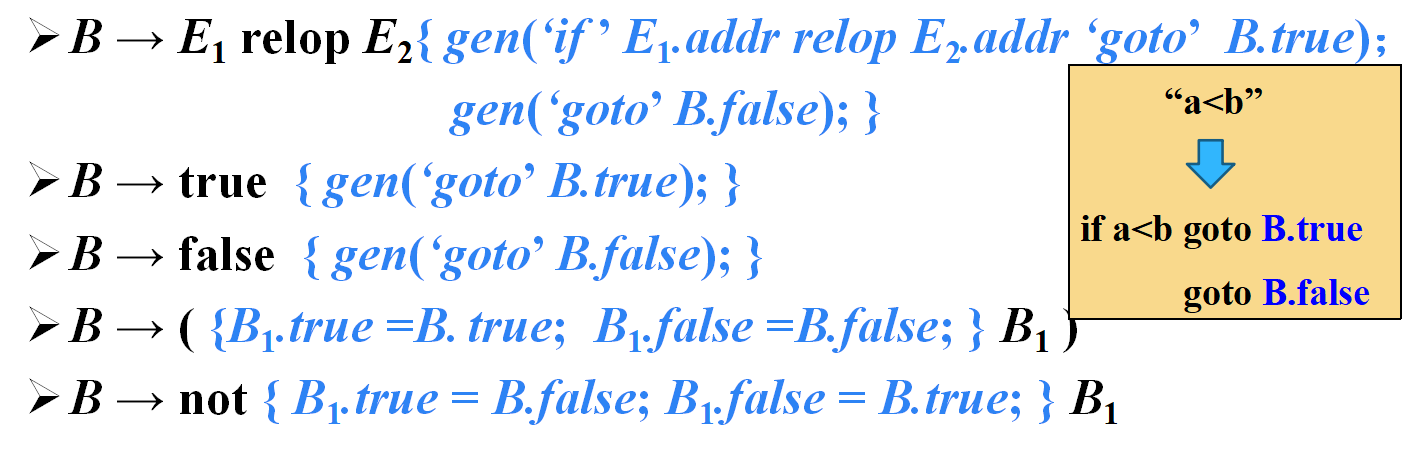 ➢ B → E₁ relop E₂{ gen(‘if ’ E₁.addr relop E₂.addr ‘goto’ B.true);
gen(‘goto’ B.false); }
➢ B → true { gen(‘goto’ B.true); }
➢ B → false { gen(‘goto’ B.false); }
➢ B → ( {B₁.true =B. true; B₁.false =B.false; } B₁ )
➢ B → not { B₁.true = B.false; B₁.false = B.true; } B₁
“a<b”
if a<b goto B.true
goto B.false